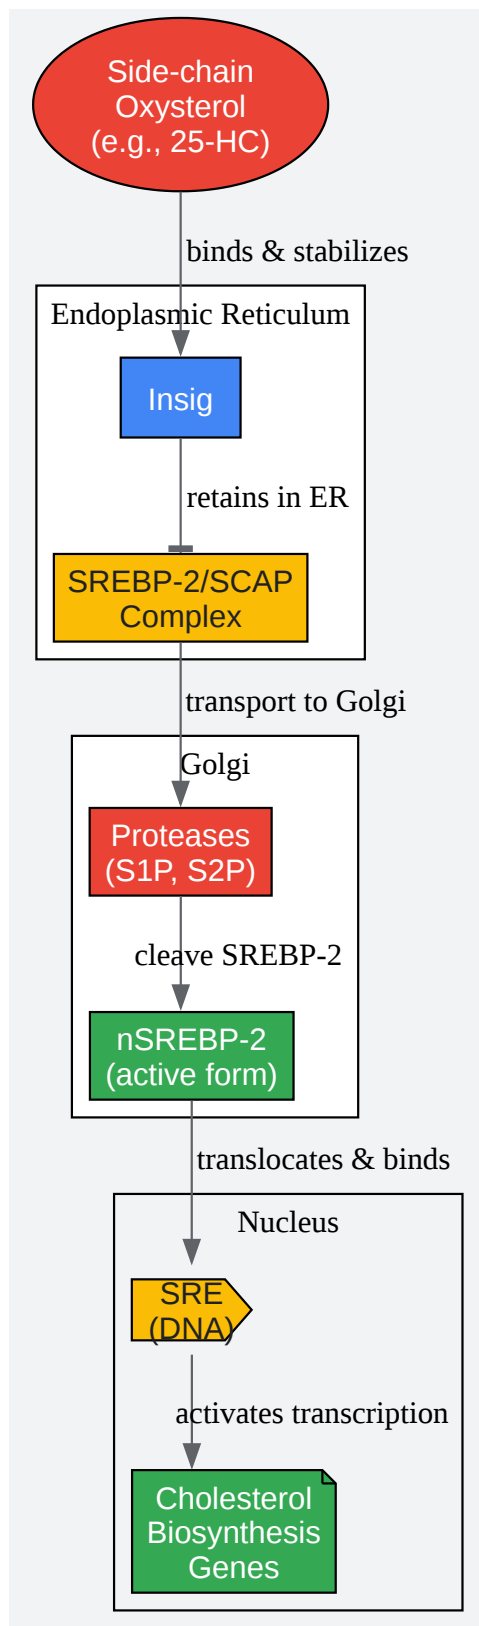 Side-chain
Oxysterol
(e.g., 25-HC)
binds & stabilizes
Endoplasmic Reticulum
Insig
retains in ER
SREBP-2/SCAP
Complex
transport to Golgi
Golgi
Proteases
(S1P, S2P)
cleave SREBP-2
nSREBP-2
(active form)
translocates & binds
Nucleus
SRE
(DNA)
activates transcription
Cholesterol
Biosynthesis
Genes